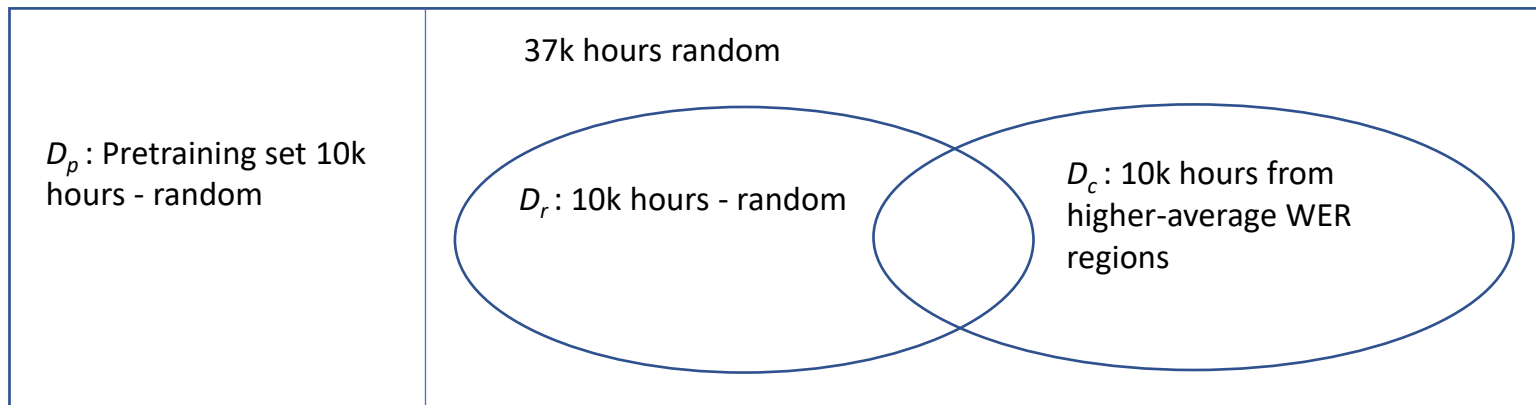 37k hours random
D_p : Pretraining set 10k
hours - random
D_r : 10k hours - random
D_c : 10k hours from
higher-average WER
regions